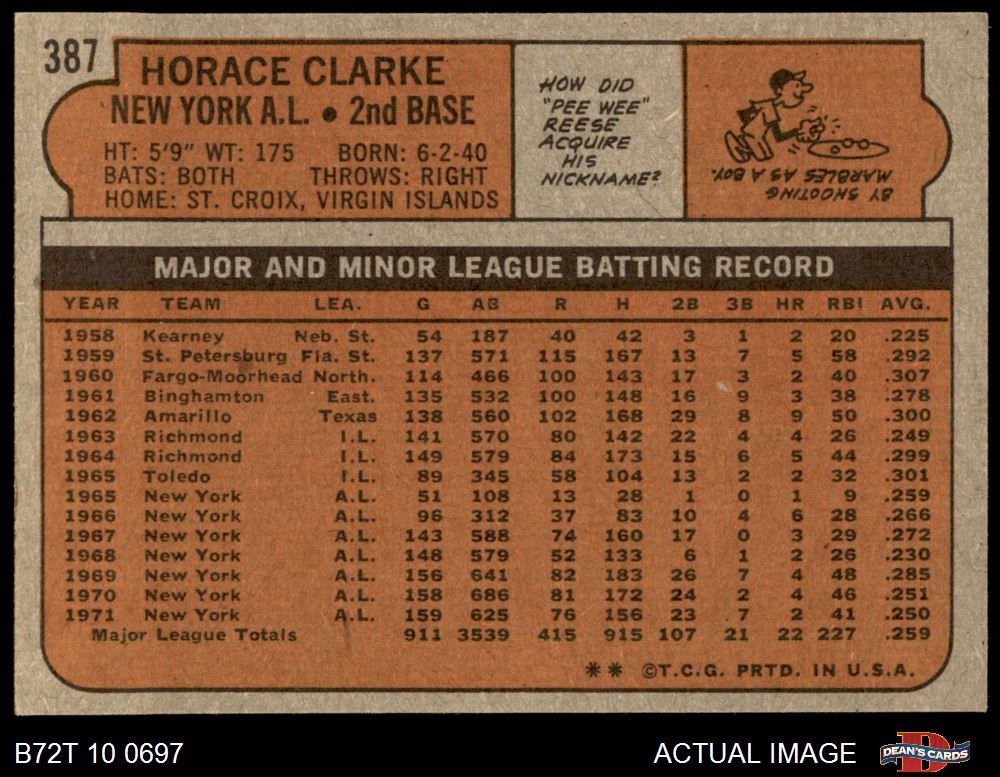 387
HORACE CLARKE
NEW YORK A.L. • 2nd BASE
HT: 5'9" WT: 175 BORN: 6-2-40
BATS: BOTH THROWS: RIGHT
HOME: ST. CROIX, VIRGIN ISLANDS
HOW DID
"PEE WEE"
REESE
ACQUIRE
HIS
NICKNAME?
BY SHOOTING
MARBLES AS A BOY.
MAJOR AND MINOR LEAGUE BATTING RECORD
YEAR TEAM LEA. G AB R H 2B 3B HR RBI AVG.
1958 Kearney Neb. St. 54 187 40 42 3 1 2 20 .225
1959 St. Petersburg Fla. St. 137 571 115 167 13 7 5 58 .292
1960 Fargo-Moorhead North. 114 466 100 143 17 3 2 40 .307
1961 Binghamton East. 135 532 100 148 16 9 3 38 .278
1962 Amarillo Texas 138 560 102 168 29 8 9 50 .300
1963 Richmond I.L. 141 570 80 142 22 4 4 26 .249
1964 Richmond I.L. 149 579 84 173 15 6 5 44 .299
1965 Toledo I.L. 89 345 58 104 13 2 2 32 .301
1965 New York A.L. 51 108 13 28 1 0 1 9 .259
1966 New York A.L. 96 312 37 83 10 4 6 28 .266
1967 New York A.L. 143 588 74 160 17 0 3 29 .272
1968 New York A.L. 148 579 52 133 6 1 2 26 .230
1969 New York A.L. 156 641 82 183 26 7 4 48 .285
1970 New York A.L. 158 686 81 172 24 2 4 46 .251
1971 New York A.L. 159 625 76 156 23 7 2 41 .250
Major League Totals 911 3539 415 915 107 21 22 227 .259
** ©T.C.G. PRTD. IN U.S.A.
B72T 10 0697
ACTUAL IMAGE
DEAN'S CARDS